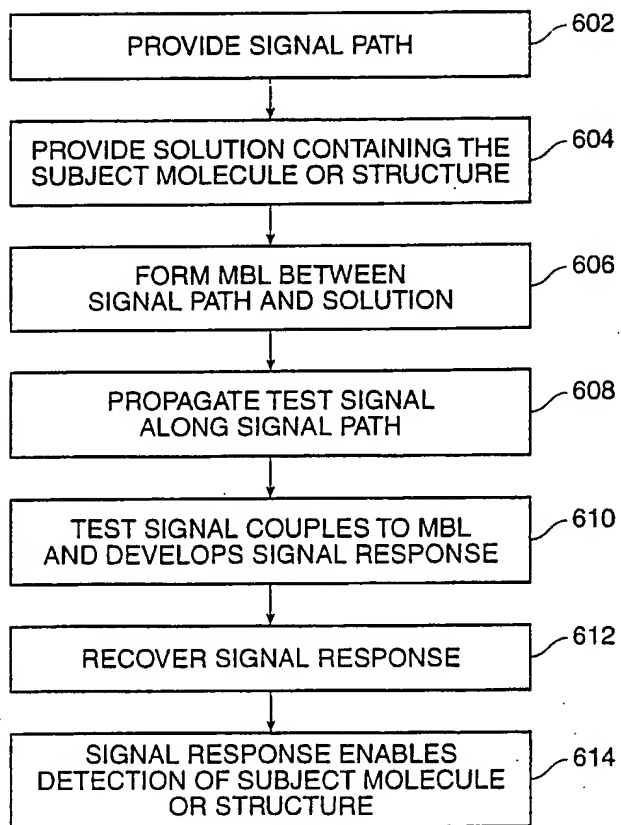 PROVIDE SIGNAL PATH
602
PROVIDE SOLUTION CONTAINING THE
SUBJECT MOLECULE OR STRUCTURE
604
FORM MBL BETWEEN
SIGNAL PATH AND SOLUTION
606
PROPAGATE TEST SIGNAL
ALONG SIGNAL PATH
608
TEST SIGNAL COUPLES TO MBL
AND DEVELOPS SIGNAL RESPONSE
610
RECOVER SIGNAL RESPONSE
612
SIGNAL RESPONSE ENABLES
DETECTION OF SUBJECT MOLECULE
OR STRUCTURE
614